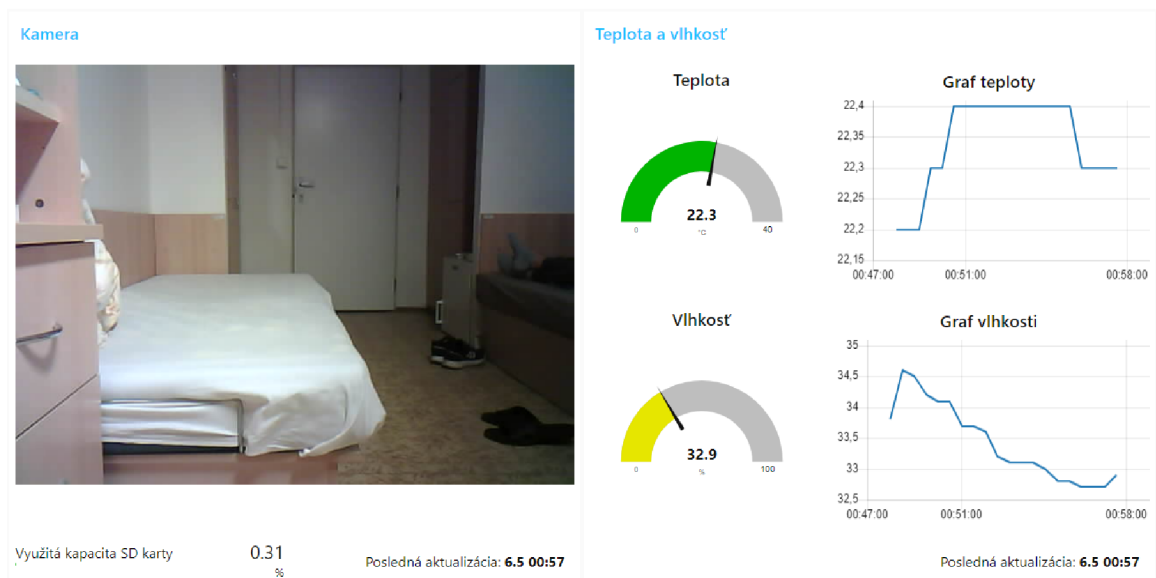 Kamera
Teplota a vlhkosť
Teplota
22.3
°C
0
40
Graf teploty
22,4
22,35
22,3
22,25
22,2
22,15
00:47:00
00:51:00
00:58:00
Vlhkosť
32.9
%
0
100
Graf vlhkosti
35
34,5
34
33,5
33
32,5
00:47:00
00:51:00
00:58:00
Využitá kapacita SD karty
0.31
%
Posledná aktualizácia: 6.5 00:57
Posledná aktualizácia: 6.5 00:57